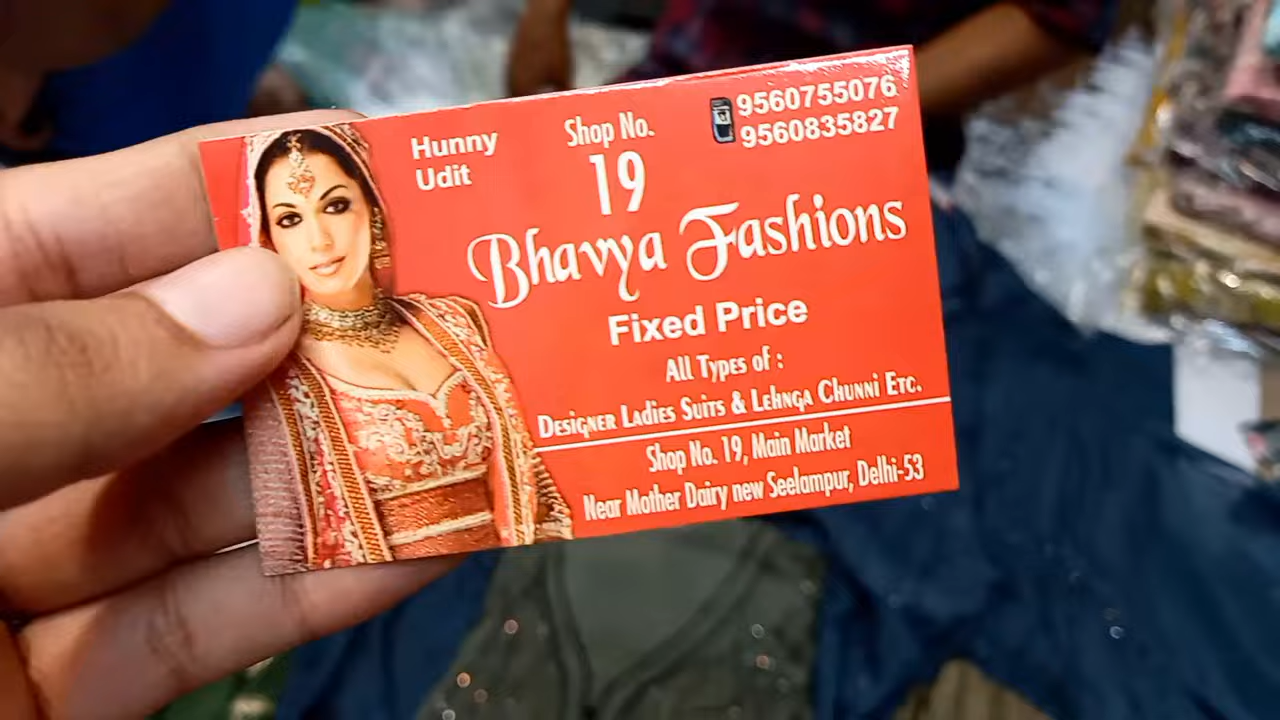 Hunny
Udit
Shop No.
19
9560755076
9560835827
Bhavya Fashions
Fixed Price
All Types of :
Designer Ladies Suits & Lehnga Chunni Etc.
Shop No. 19, Main Market
Near Mother Dairy new Seelampur, Delhi-53